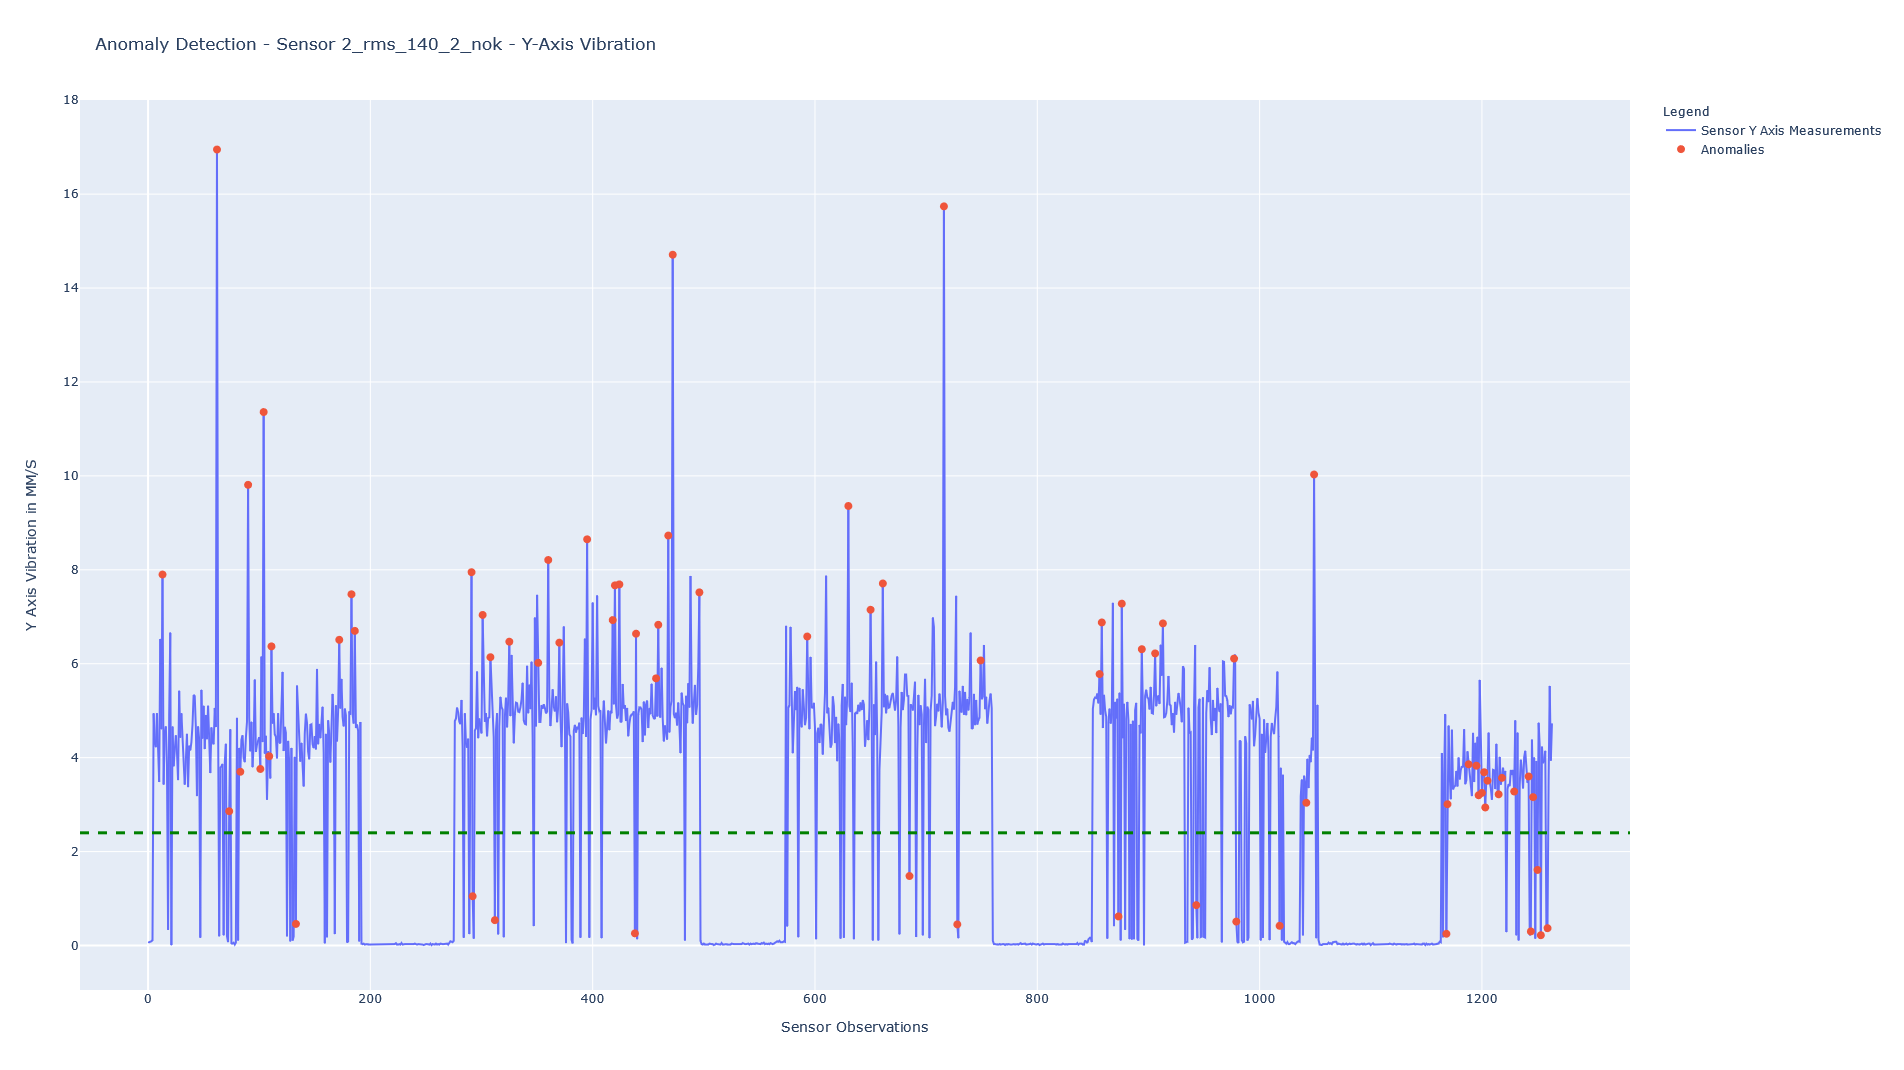 Anomaly Detection - Sensor 2_rms_140_2_nok - Y-Axis Vibration
Legend
Sensor Y Axis Measurements
Anomalies
Y Axis Vibration in MM/S
18
16
14
12
10
8
6
4
2
0
0 200 400 600 800 1000 1200
Sensor Observations